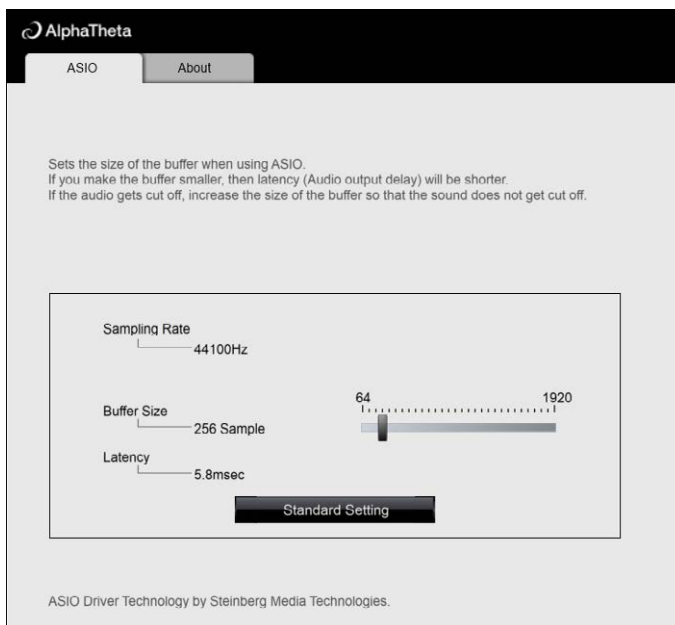 AlphaTheta
ASIO
About
Sets the size of the buffer when using ASIO.
If you make the buffer smaller, then latency (Audio output delay) will be shorter.
If the audio gets cut off, increase the size of the buffer so that the sound does not get cut off.
Sampling Rate
44100Hz
64
1920
Buffer Size
256 Sample
Latency
5.8msec
Standard Setting
ASIO Driver Technology by Steinberg Media Technologies.